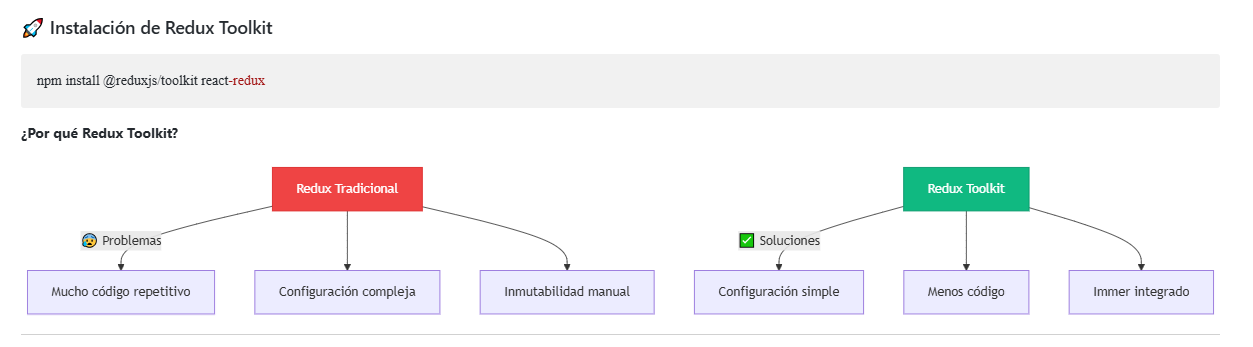 🚀 Instalación de Redux Toolkit
npm install @reduxjs/toolkit react-redux
¿Por qué Redux Toolkit?
Redux Tradicional
Redux Toolkit
😰 Problemas
✅ Soluciones
Mucho código repetitivo
Configuración compleja
Inmutabilidad manual
Configuración simple
Menos código
Immer integrado